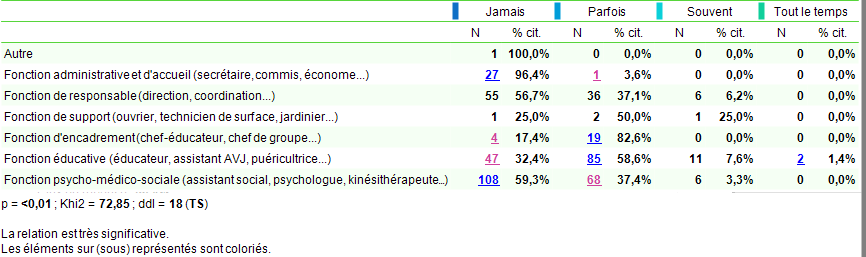 Jamais Parfois Souvent Tout le temps
N % cit. N % cit. N % cit. N % cit.
Autre 1 100,0% 0 0,0% 0 0,0% 0 0,0%
Fonction administrative et d'accueil (secrétaire, commis, économe...) 27 96,4% 1 3,6% 0 0,0% 0 0,0%
Fonction de responsable (direction, coordination...) 55 56,7% 36 37,1% 6 6,2% 0 0,0%
Fonction de support (ouvrier, technicien de surface, jardinier...) 1 25,0% 2 50,0% 1 25,0% 0 0,0%
Fonction d'encadrement (chef-éducateur, chef de groupe...) 4 17,4% 19 82,6% 0 0,0% 0 0,0%
Fonction éducative (éducateur, assistant AVJ, puéricultrice...) 47 32,4% 85 58,6% 11 7,6% 2 1,4%
Fonction psycho-médico-sociale (assistant social, psychologue, kinésithérapeute...) 108 59,3% 68 37,4% 6 3,3% 0 0,0%
p = <0,01 ; Khi2 = 72,85 ; ddl = 18 (TS)
La relation est très significative.
Les éléments sur (sous) représentés sont coloriés.